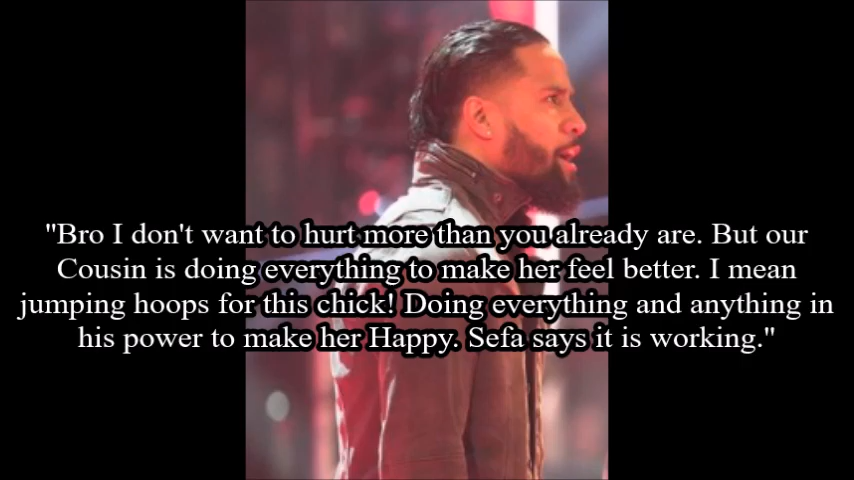 "Bro I don't want to hurt more than you already are. But our
Cousin is doing everything to make her feel better. I mean
jumping hoops for this chick! Doing everything and anything in
his power to make her Happy. Sefa says it is working."